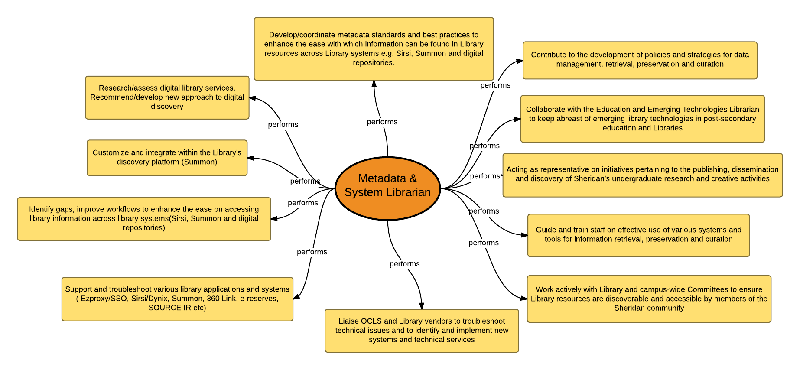 Develop/coordinate metadata standards and best practices to
enhance the ease with which information can be found in Library
resources across Library systems e.g. Sirsi, Summon and digital
repositories.
Contribute to the development of policies and strategies for data
management, retrieval, preservation and curation
Research/assess digital library services.
Recommend/develop new approach to digital
discovery
performs
performs
performs
Collaborate with the Education and Emerging Technologies Librarian
to keep abreast of emerging library technologies in post-secondary
education and Libraries
performs
Customize and integrate within the Library's
discovery platform (Summon)
performs
Metadata &
System Librarian
performs
Acting as representative on initiatives pertaining to the publishing, dissemination
and discovery of Sheridan's undergraduate research and creative activities
Identify gaps, improve workflows to enhance the ease on accessing
library information across library systems(Sirsi, Summon and digital
repositories)
performs
performs
Guide and train staff on effective use of various systems and
tools for information retrieval, preservation and curation
performs
performs
performs
Support and troubleshoot various library applications and systems
( Ezproxy/SSO, Sirsi/Dynix, Summon, 360 Link, e reserves,
SOURCE IR etc)
Work actively with Library and campus-wide Committees to ensure
Library resources are discoverable and accessible by members of the
Sheridan community
Liaise OCLS and Library vendors to troubleshoot
technical issues and to identify and implement new
systems and technical services